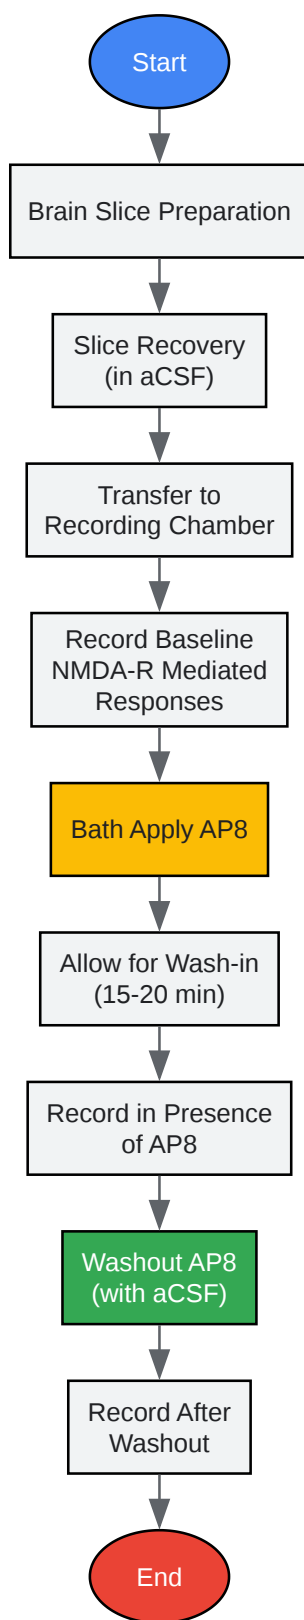 Start
Brain Slice Preparation
Slice Recovery
(in aCSF)
Transfer to
Recording Chamber
Record Baseline
NMDA-R Mediated
Responses
Bath Apply AP8
Allow for Wash-in
(15-20 min)
Record in Presence
of AP8
Washout AP8
(with aCSF)
Record After
Washout
End